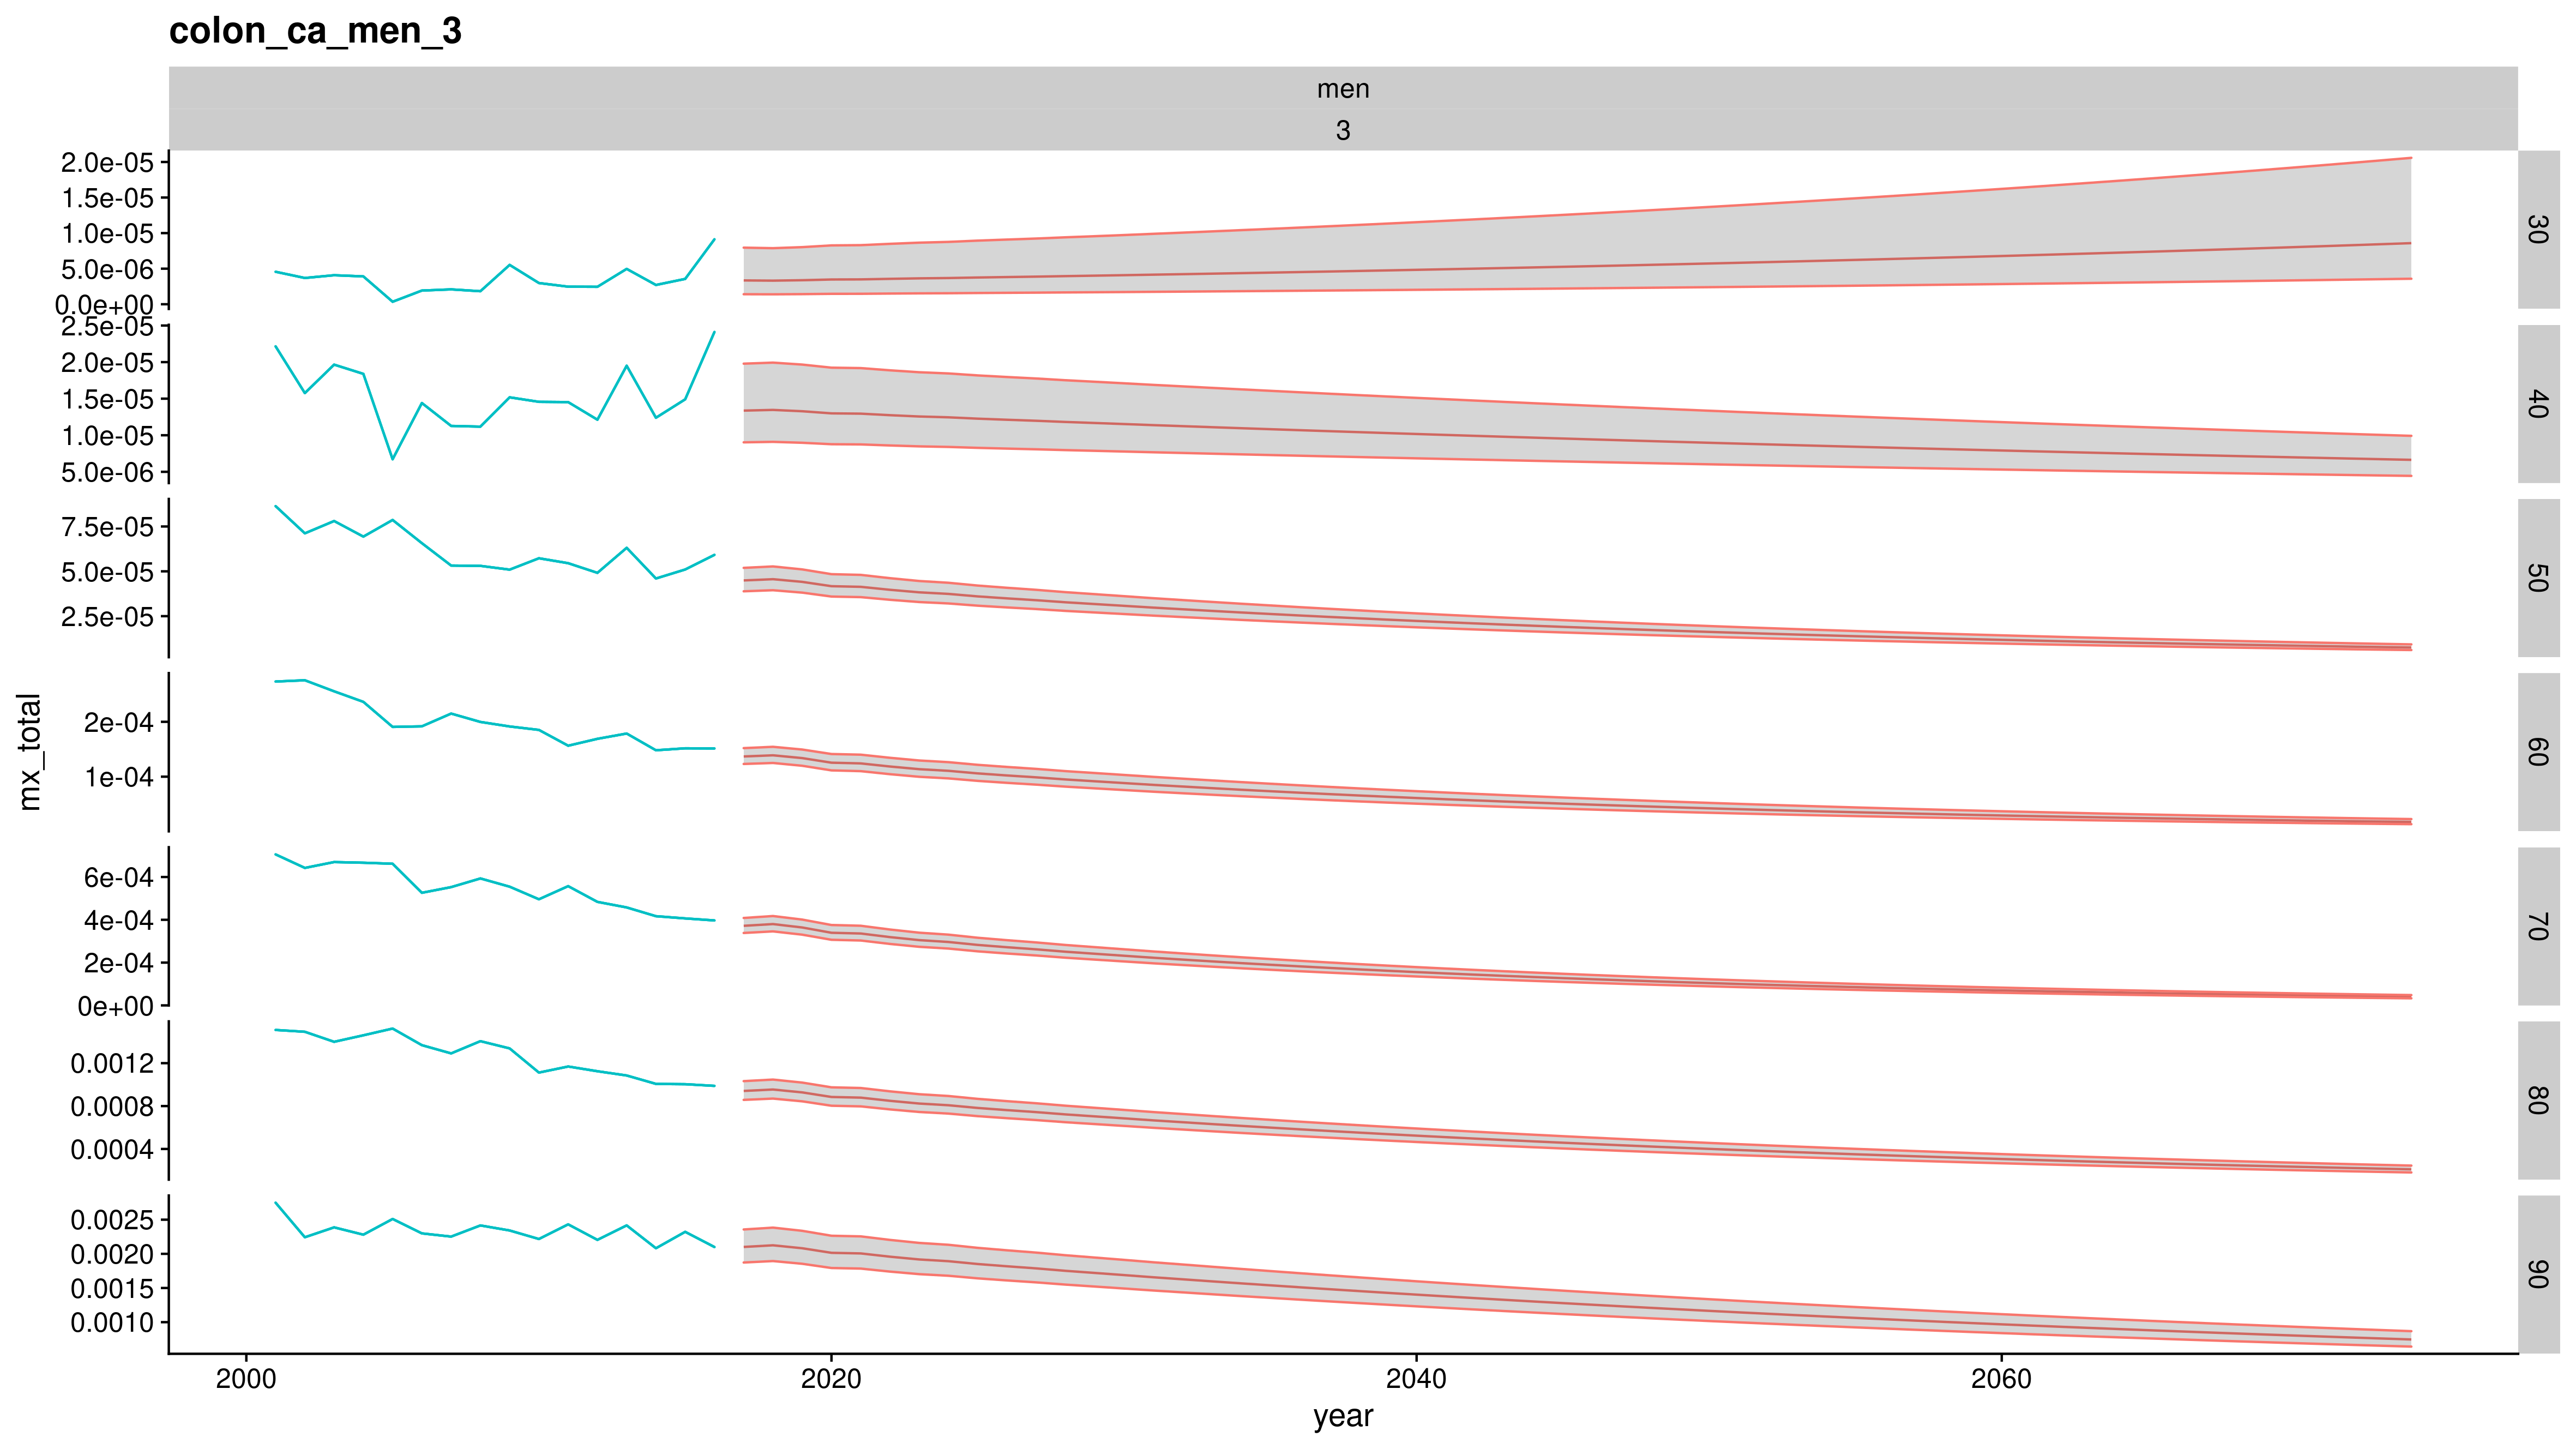 colon_ca_men_3
men
3
2.0e-05
1.5e-05
1.0e-05
5.0e-06
0.0e+00
30
2.5e-05
2.0e-05
1.5e-05
1.0e-05
5.0e-06
40
7.5e-05
5.0e-05
2.5e-05
50
2e-04
1e-04
60
6e-04
4e-04
2e-04
0e+00
70
0.0012
0.0008
0.0004
80
0.0025
0.0020
0.0015
0.0010
90
mx_total
2000 2020 2040 2060
year